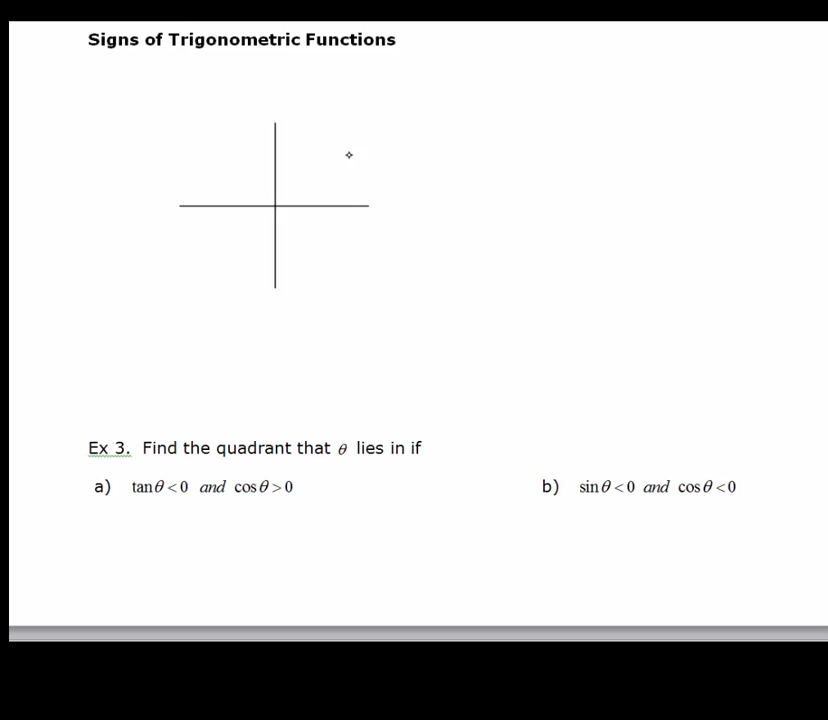 Signs of Trigonometric Functions
Ex 3. Find the quadrant that θ lies in if
a) tanθ<0 and cosθ>0 b) sinθ<0 and cosθ<0